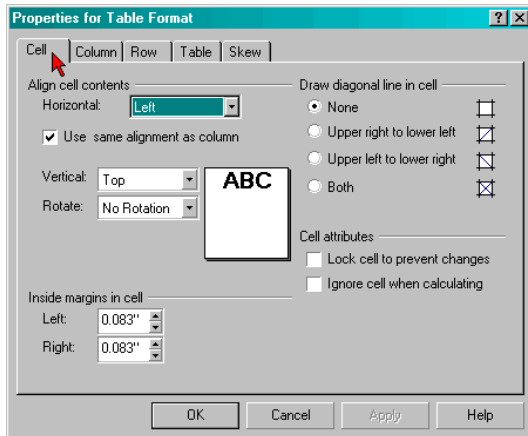 Properties for Table Format
Cell Column Row Table Skew
Align cell contents
Horizontal: Left
Use same alignment as column
Vertical: Top
Rotate: No Rotation
ABC
Inside margins in cell
Left: 0.083"
Right: 0.083"
Draw diagonal line in cell
None
Upper right to lower left
Upper left to lower right
Both
Cell attributes
Lock cell to prevent changes
Ignore cell when calculating
OK Cancel Apply Help